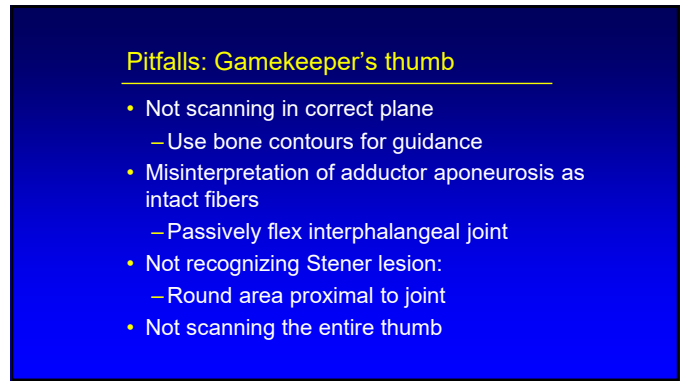 Pitfalls: Gamekeeper’s thumb
• Not scanning in correct plane
–Use bone contours for guidance
• Misinterpretation of adductor aponeurosis as
intact fibers
–Passively flex interphalangeal joint
• Not recognizing Stener lesion:
–Round area proximal to joint
• Not scanning the entire thumb